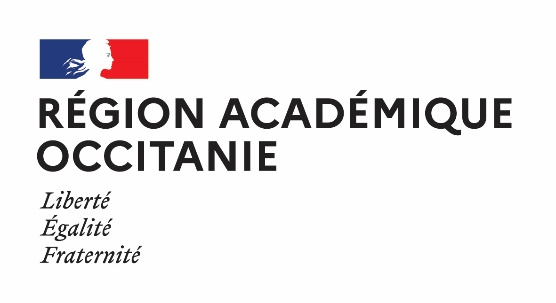 RÉGION ACADÉMIQUE
OCCITANIE
Liberté
Égalité
Fraternité